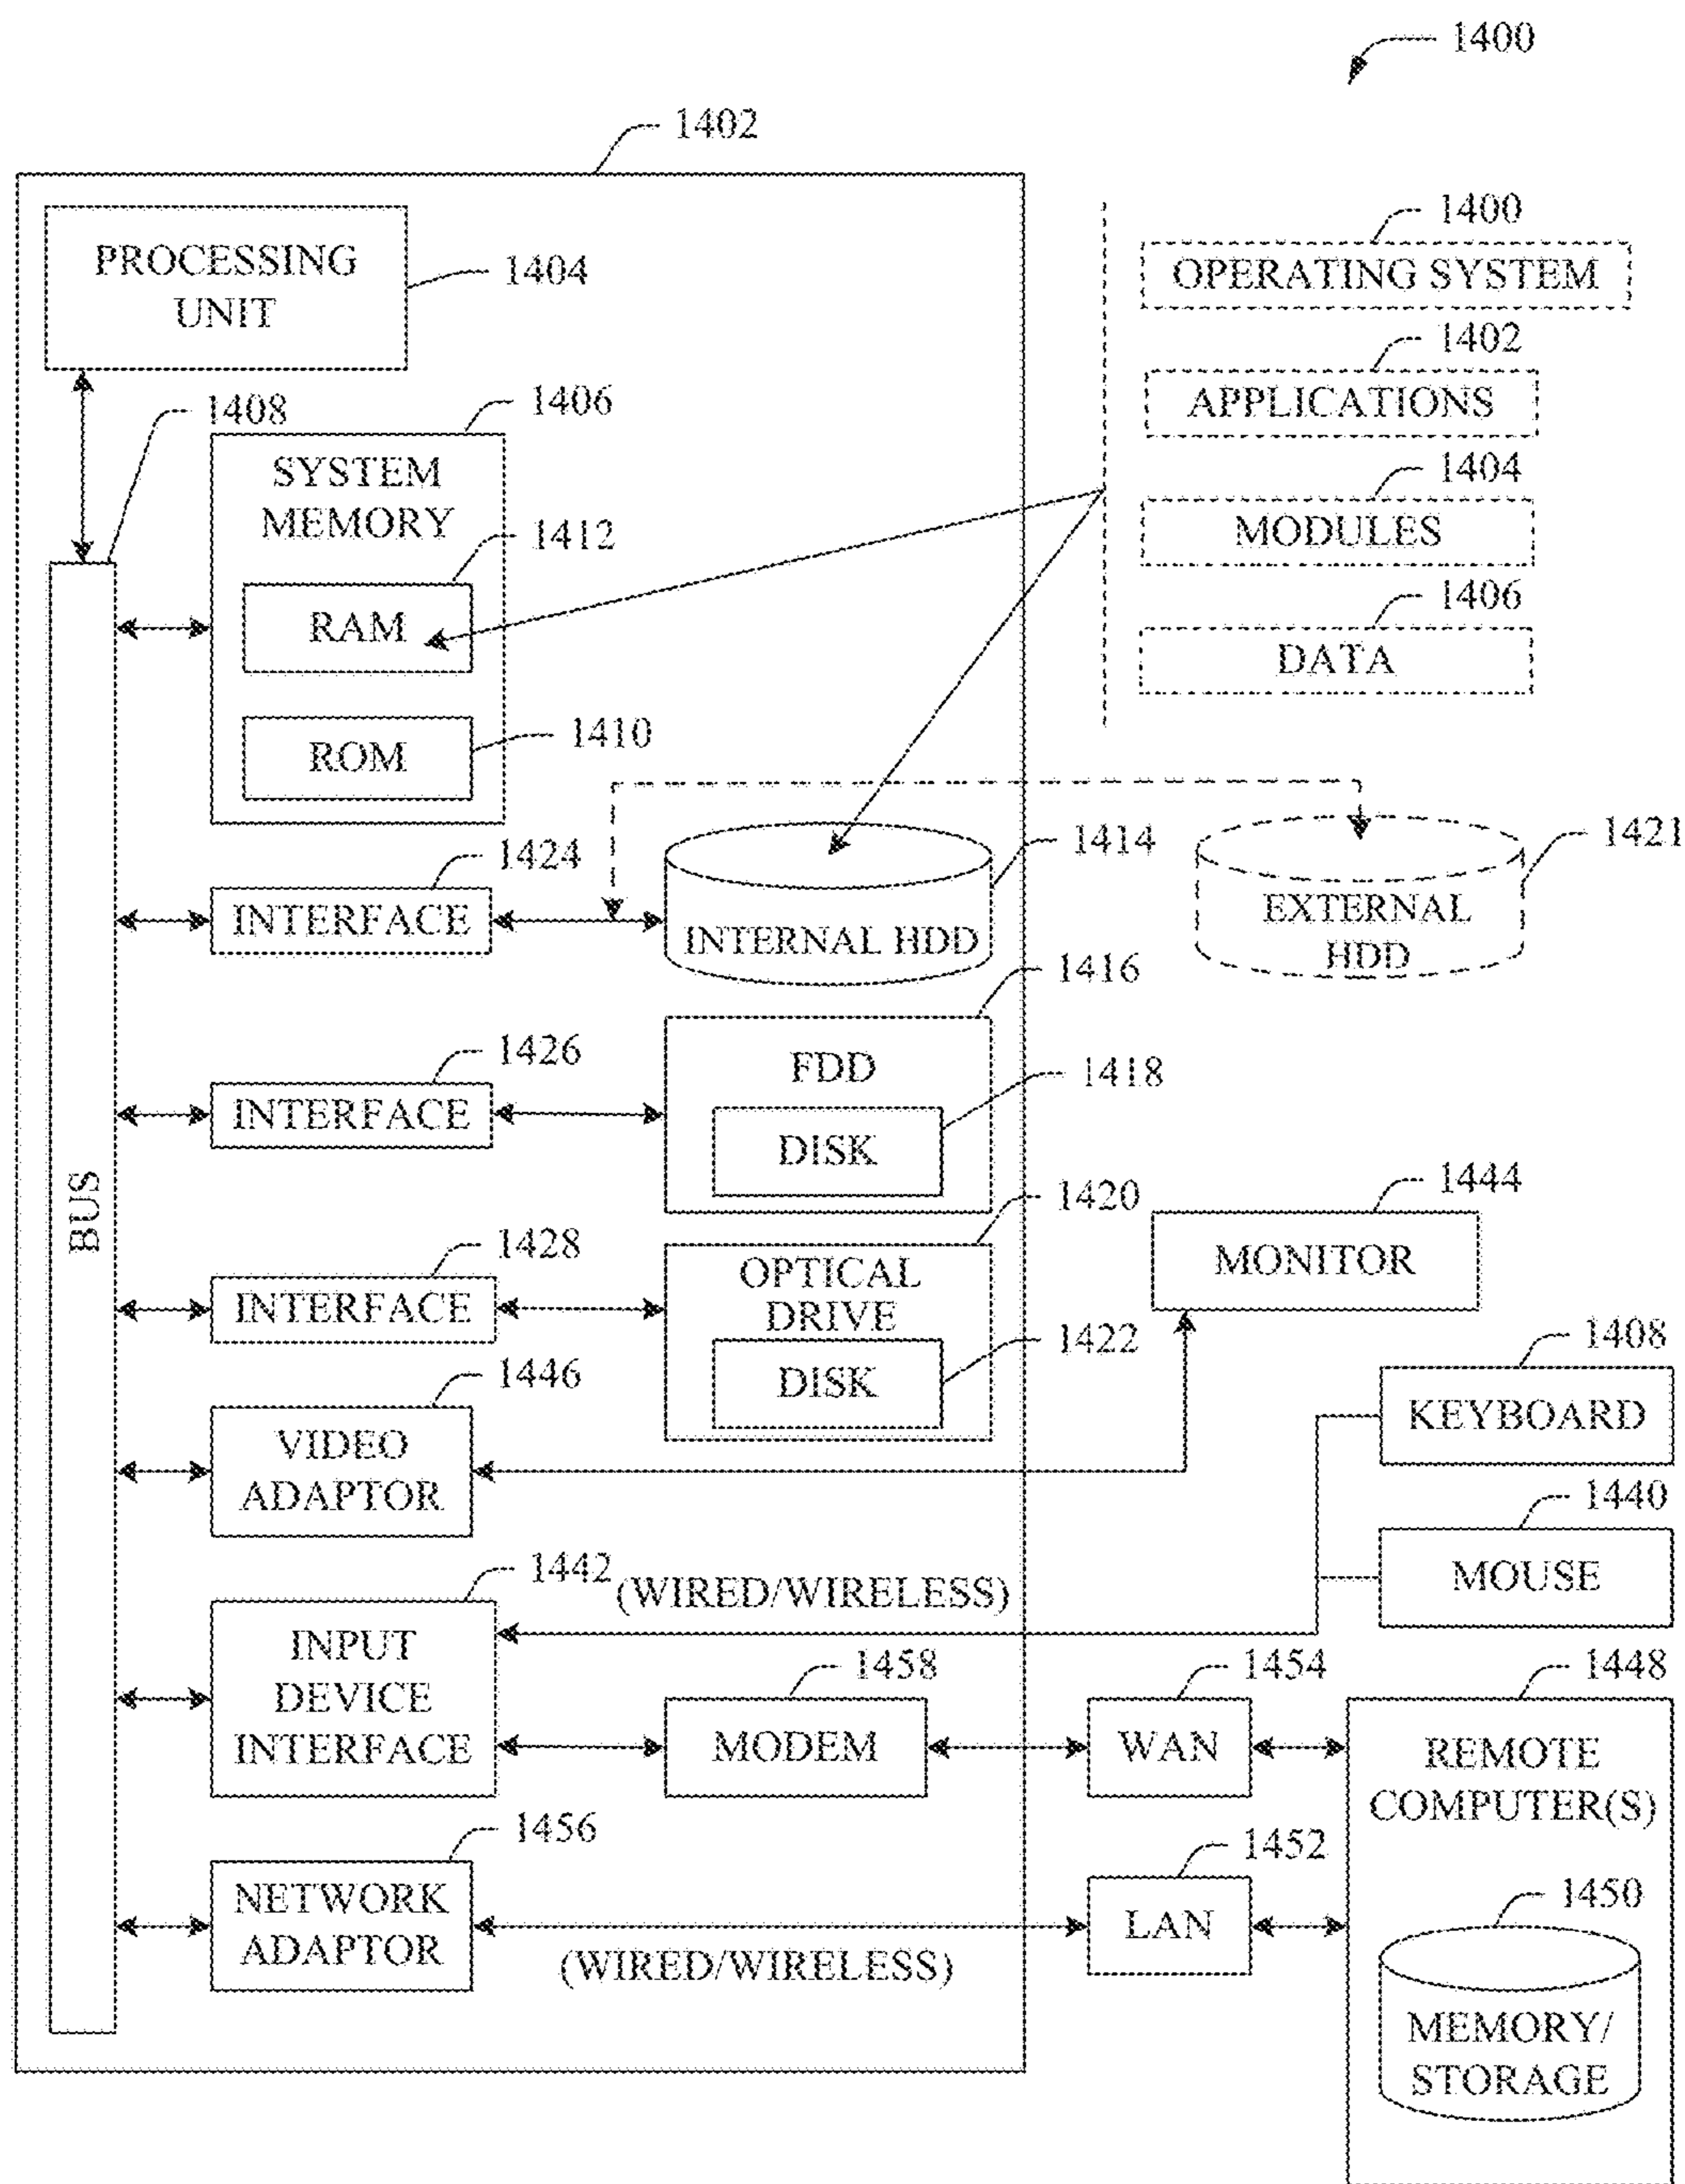 1400
1402
PROCESSING
UNIT
1404
1400
OPERATING SYSTEM
1402
APPLICATIONS
1404
MODULES
1406
DATA
1408
1406
SYSTEM
MEMORY
1412
RAM
1410
ROM
1424
INTERFACE
1414
INTERNAL HDD
1421
EXTERNAL
HDD
1416
FDD
1426
INTERFACE
1418
DISK
BUS
1420
OPTICAL
DRIVE
1428
INTERFACE
1422
DISK
1444
MONITOR
1446
VIDEO
ADAPTOR
1408
KEYBOARD
1440
MOUSE
1442
(WIRED/WIRELESS)
INPUT
DEVICE
INTERFACE
1458
MODEM
1454
WAN
1448
REMOTE
COMPUTER(S)
1456
NETWORK
ADAPTOR
(WIRED/WIRELESS)
1452
LAN
1450
MEMORY/
STORAGE